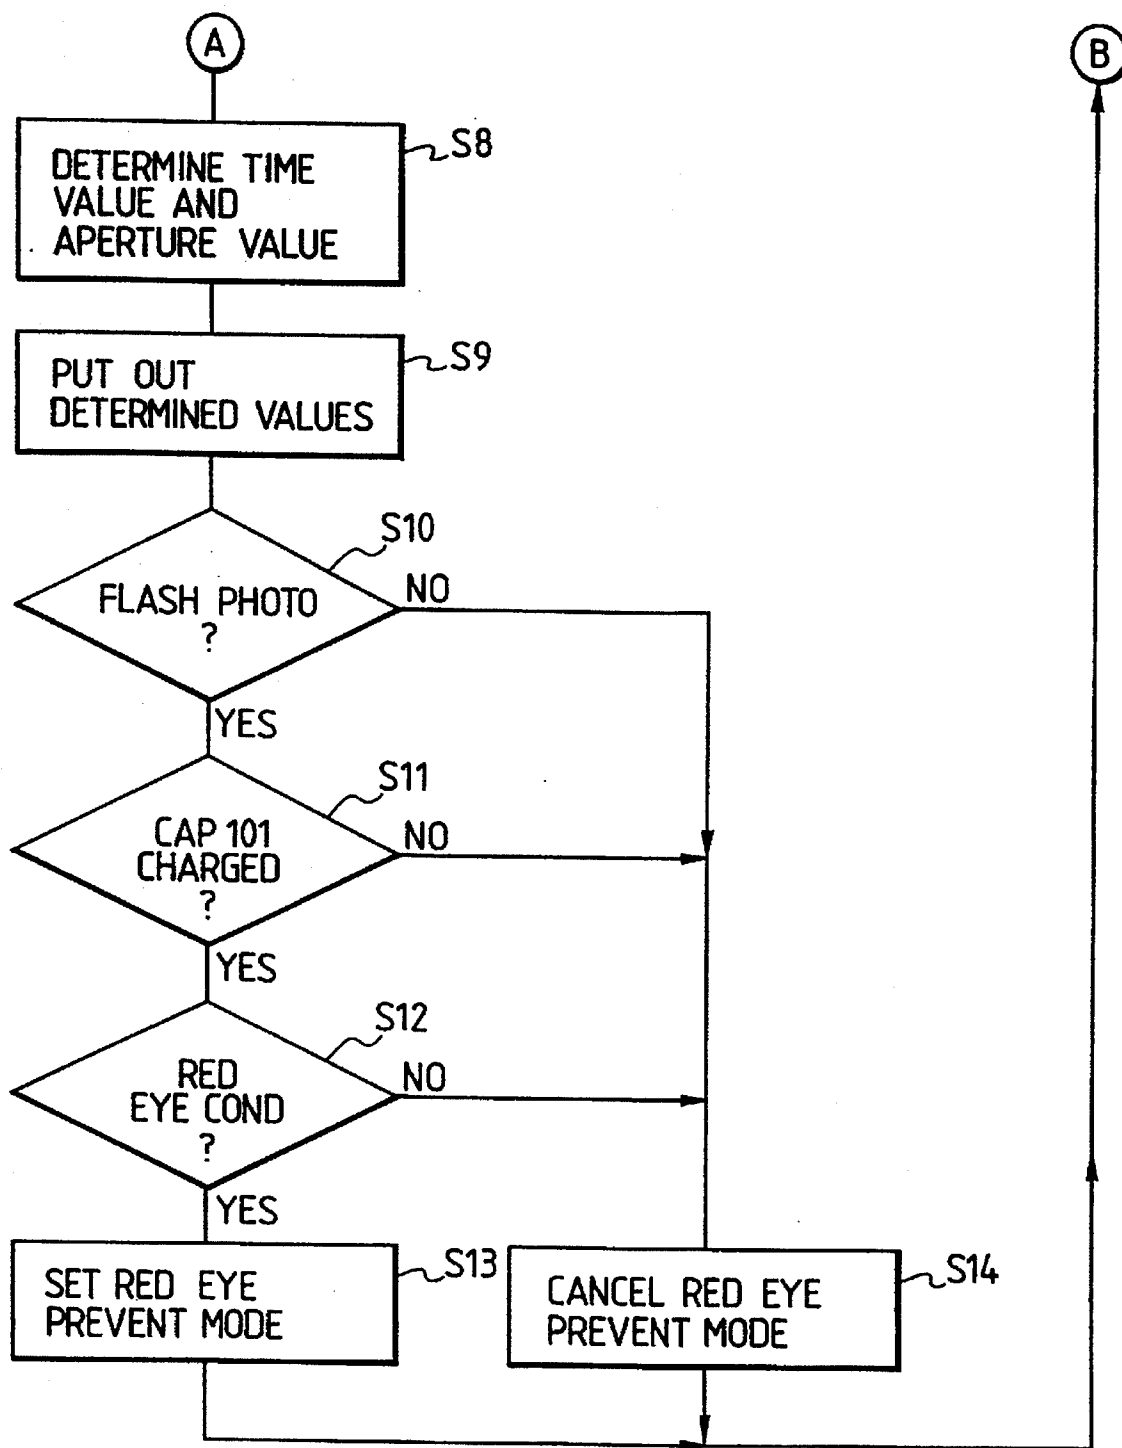 A
B
S8
DETERMINE TIME
VALUE AND
APERTURE VALUE
S9
PUT OUT
DETERMINED VALUES
S10
FLASH PHOTO
?
NO
YES
S11
CAP 101
CHARGED
?
NO
YES
S12
RED
EYE COND
?
NO
YES
S13
SET RED EYE
PREVENT MODE
S14
CANCEL RED EYE
PREVENT MODE